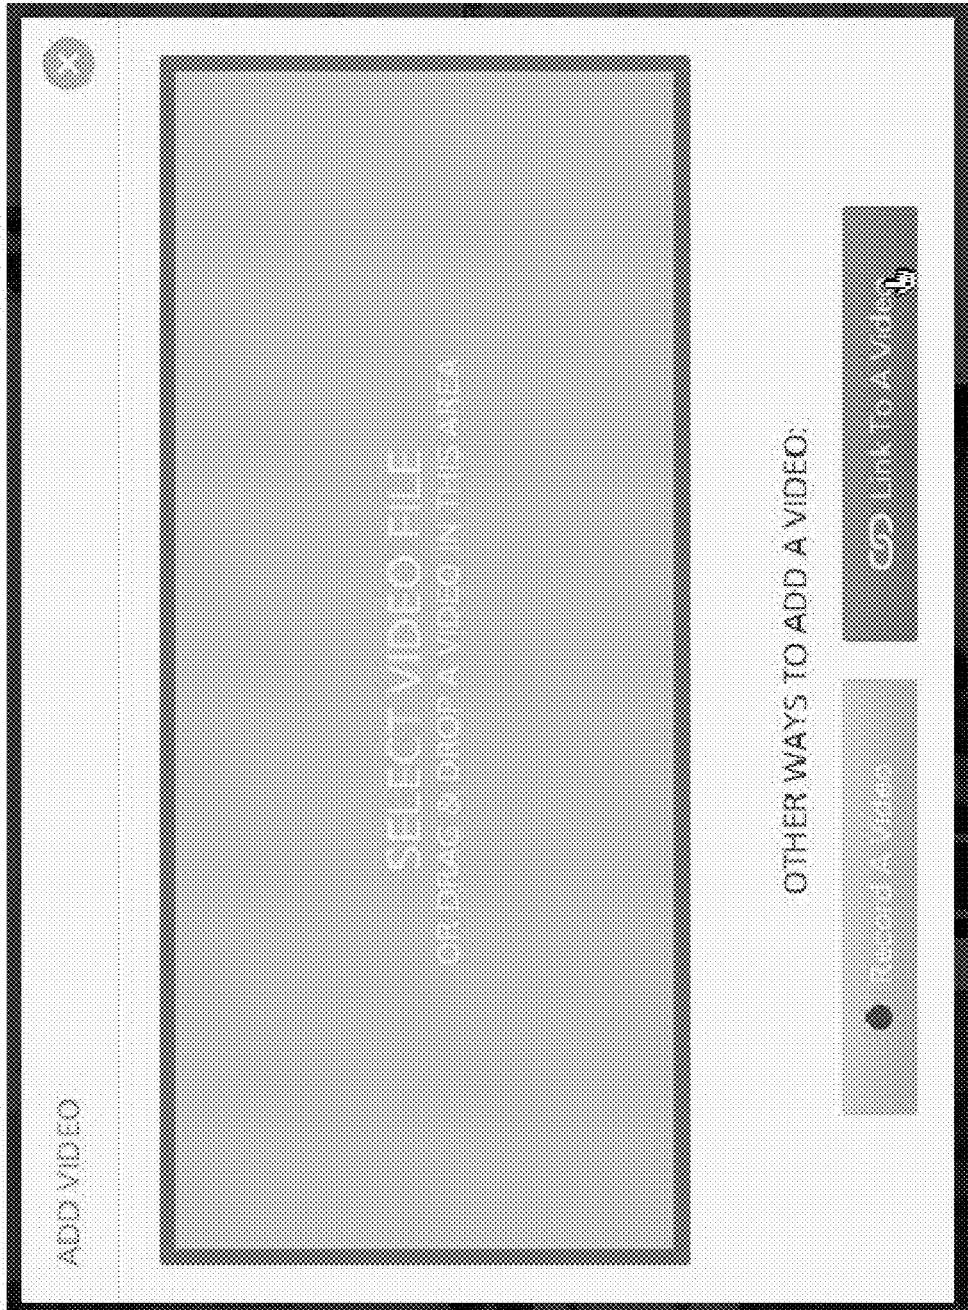 ADD VIDEO
SELECT VIDEO FILE
OR DRAG & DROP A VIDEO ON THIS AREA
OTHER WAYS TO ADD A VIDEO:
Record A Video
Link TO A Video